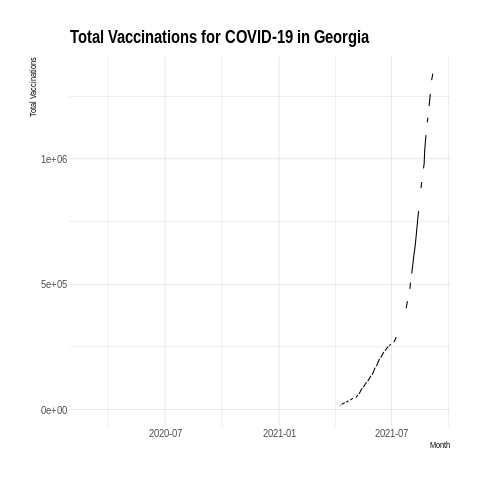 Total Vaccinations for COVID-19 in Georgia
Total Vaccinations
1e+06
5e+05
0e+00
2020-07
2021-01
2021-07
Month